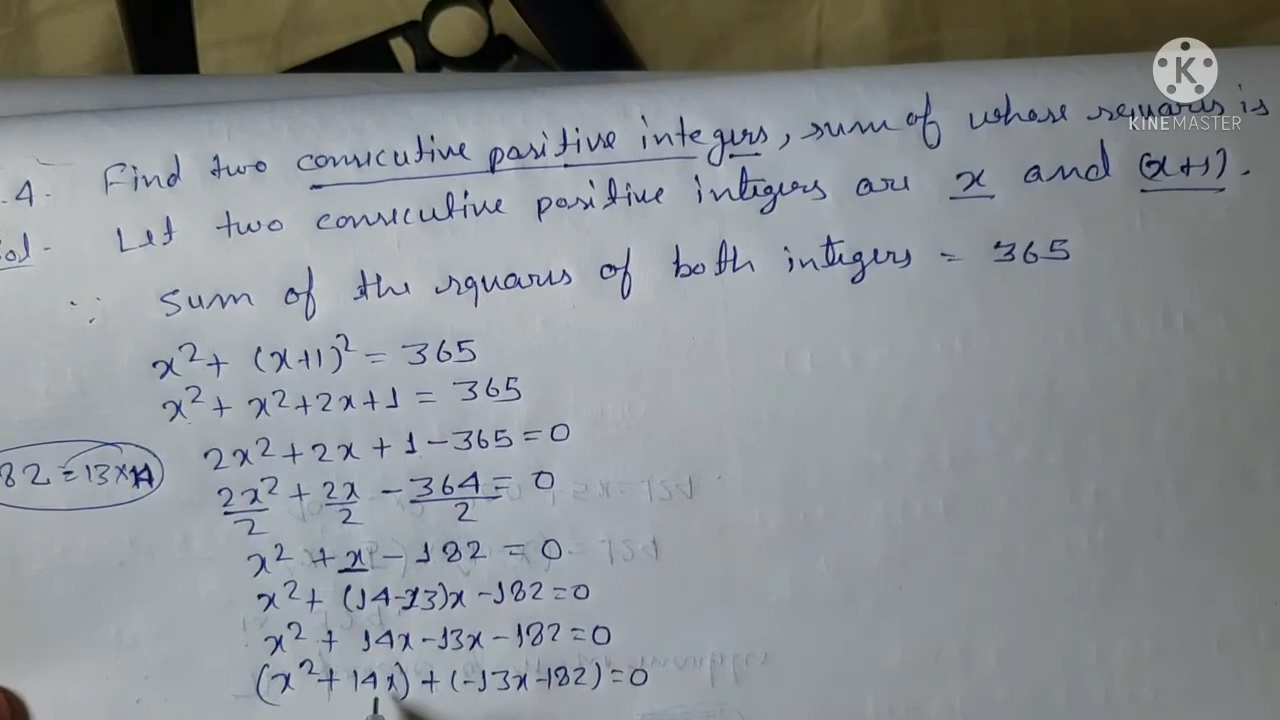 KINEMASTER
.4. Find two consicutive positive integers, sum of whose squares is
Sol- Let two consicutive positive integers are x and (x+1).
∵ Sum of the squares of both integers = 365
x² + (x+1)² = 365
x² + x²+2x+1 = 365
2x²+2x+1-365=0
82=13×14
2x²/2 + 2x/2 - 364/2 = 0
x² + x - 182 = 0
x² + (14-13)x - 182=0
x² + 14x-13x-182=0
(x²+14x)+(-13x-182)=0